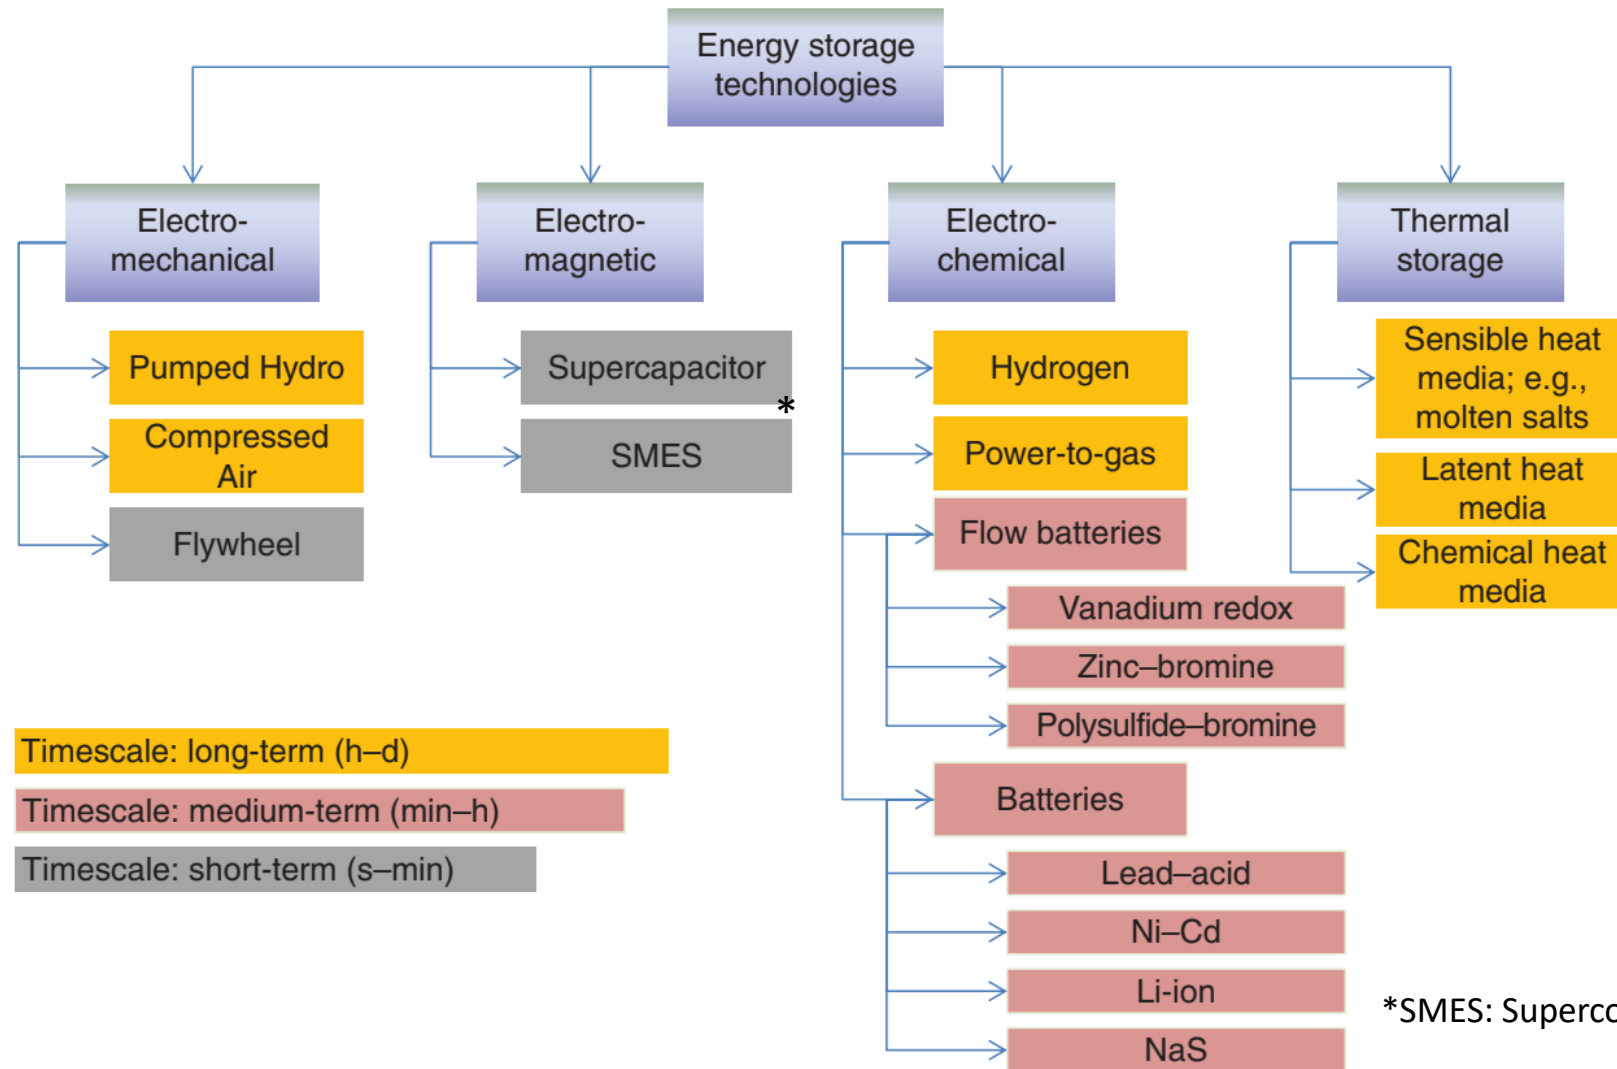 Energy storage
technologies
Electro-
mechanical
Pumped Hydro
Compressed
Air
Flywheel
Electro-
magnetic
Supercapacitor
*
SMES
Electro-
chemical
Hydrogen
Power-to-gas
Flow batteries
Vanadium redox
Zinc–bromine
Polysulfide–bromine
Batteries
Lead–acid
Ni–Cd
Li-ion
NaS
Thermal
storage
Sensible heat
media; e.g.,
molten salts
Latent heat
media
Chemical heat
media
Timescale: long-term (h–d)
Timescale: medium-term (min–h)
Timescale: short-term (s–min)
*SMES: